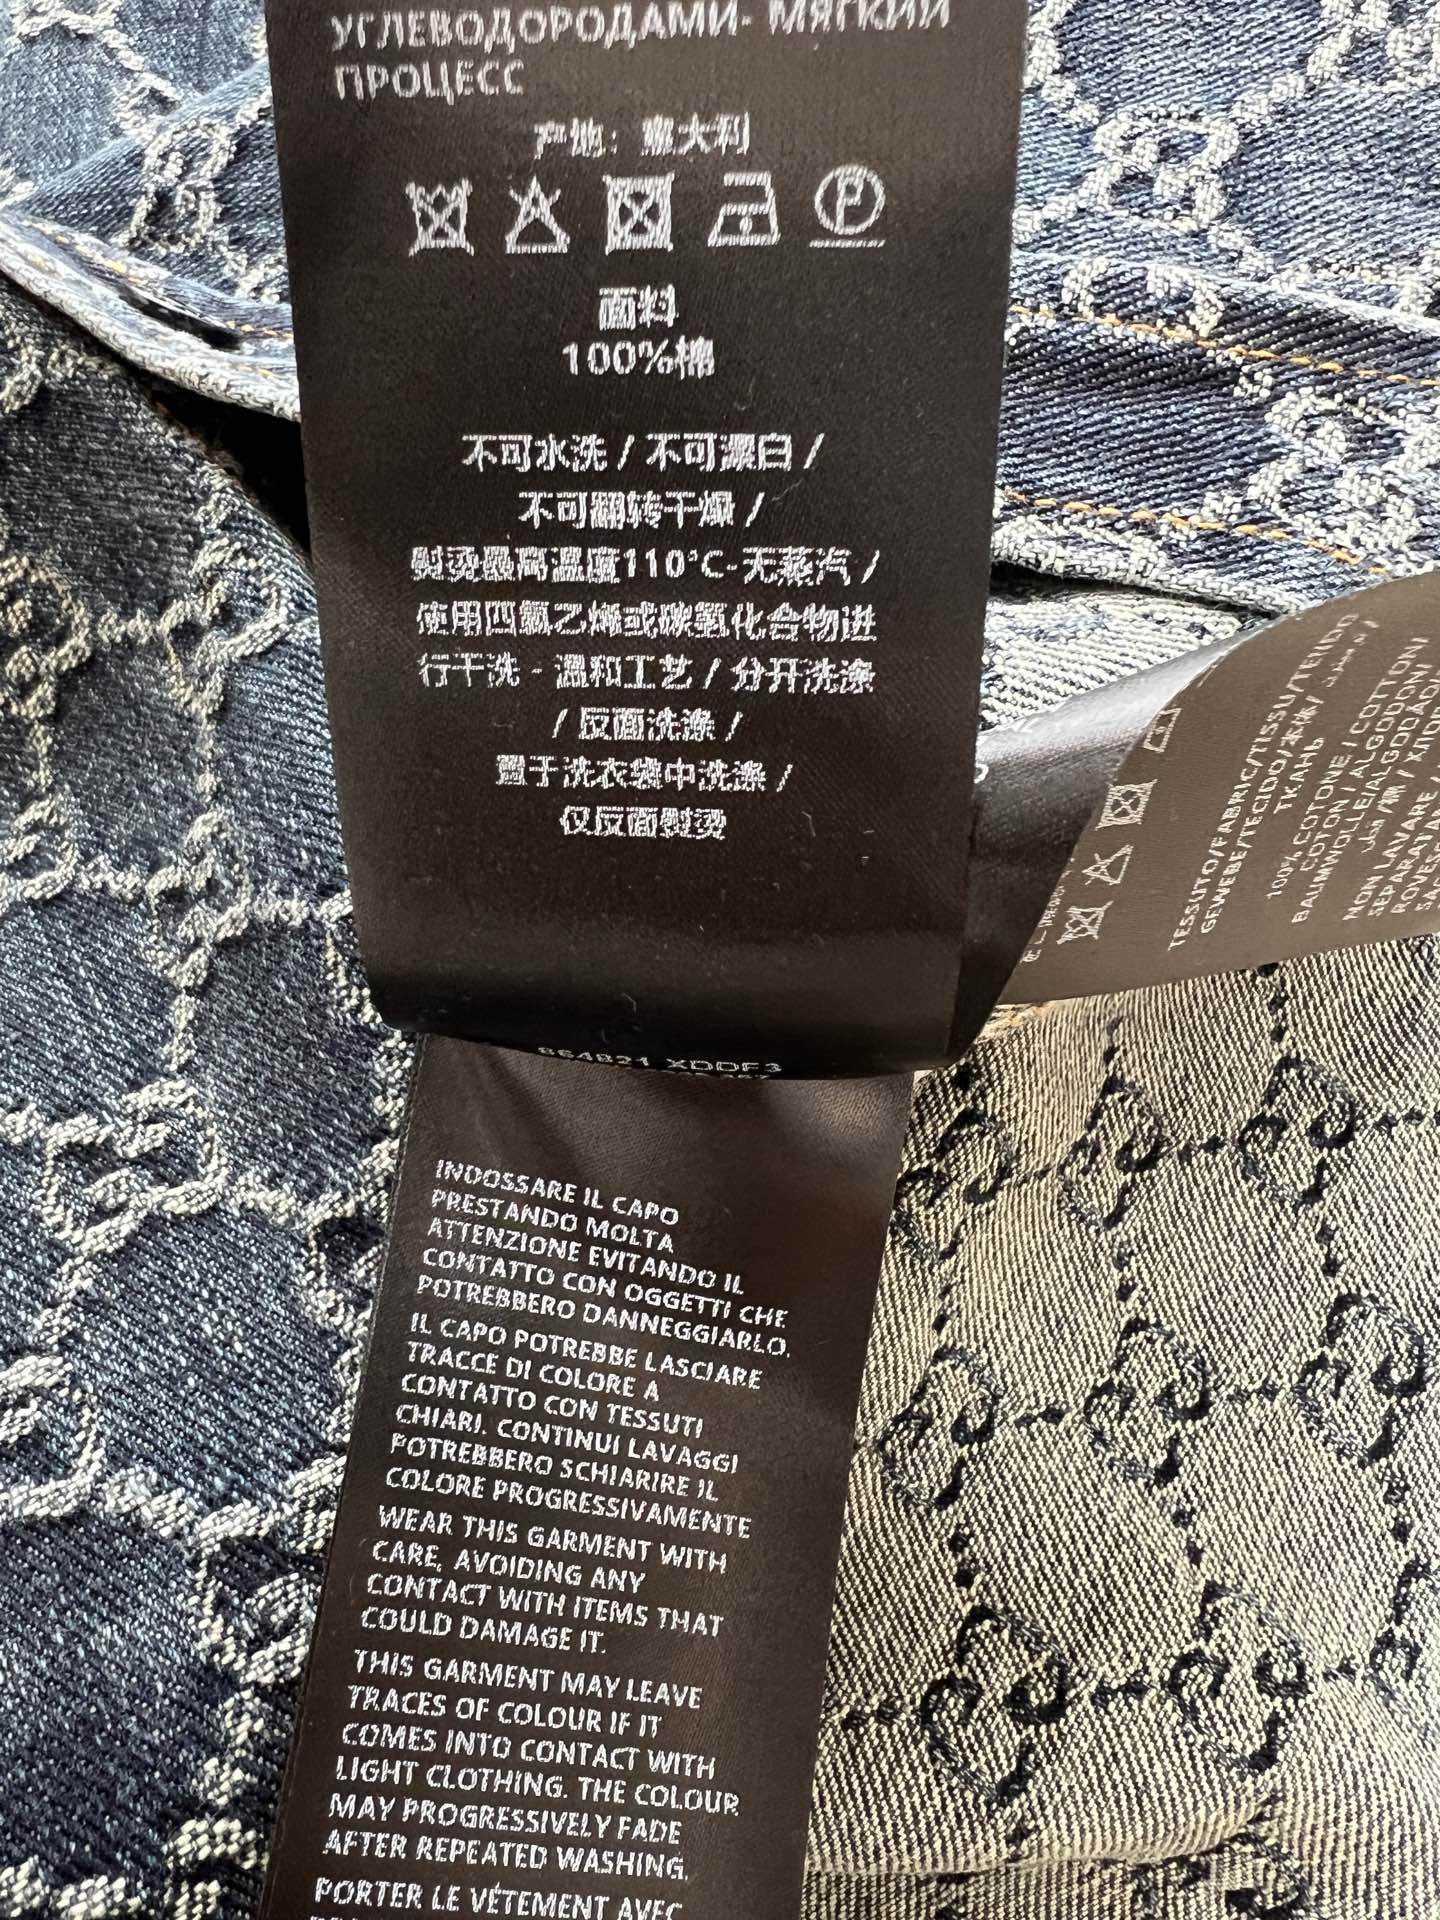 УГЛЕВОДОРОДАМИ- МЯГКИЙ
ПРОЦЕСС
产地：意大利
P
面料
100%棉
不可水洗 / 不可漂白 /
不可翻转干燥 /
熨烫最高温度110°C-无蒸汽 /
使用四氯乙烯或碳氢化合物进
行干洗 - 温和工艺 / 分开洗涤
/ 反面洗涤 /
置于洗衣袋中洗涤 /
仅反面熨烫
TESSUTO/FABRIC/TISSU/TEJIDO
GEWEBE/TECIDO/
ТКАНЬ
100% COTONE / COTTON/
COTON / ALGODON/
BAUMWOLLE/ALGODÃO/
NON LAVARE /
SEPARAT
ROVES
664821 XDDF3
INDOSSARE IL CAPO
PRESTANDO MOLTA
ATTENZIONE EVITANDO IL
CONTATTO CON OGGETTI CHE
POTREBBERO DANNEGGIARLO.
IL CAPO POTREBBE LASCIARE
TRACCE DI COLORE A
CONTATTO CON TESSUTI
CHIARI. CONTINUI LAVAGGI
POTREBBERO SCHIARIRE IL
COLORE PROGRESSIVAMENTE
WEAR THIS GARMENT WITH
CARE, AVOIDING ANY
CONTACT WITH ITEMS THAT
COULD DAMAGE IT.
THIS GARMENT MAY LEAVE
TRACES OF COLOUR IF IT
COMES INTO CONTACT WITH
LIGHT CLOTHING. THE COLOUR
MAY PROGRESSIVELY FADE
AFTER REPEATED WASHING.
PORTER LE VÊTEMENT AVEC